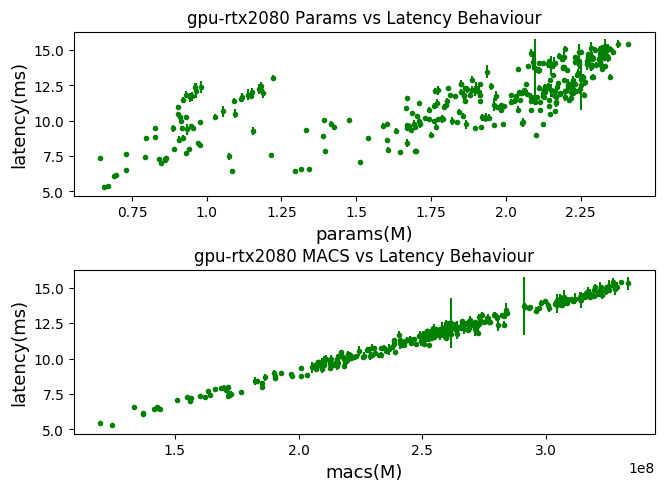 gpu-rtx2080 Params vs Latency Behaviour
15.0
12.5
10.0
7.5
5.0
latency(ms)
0.75 1.0 1.25 1.5 1.75 2.0 2.25
params(M)
gpu-rtx2080 MACS vs Latency Behaviour
15.0
12.5
10.0
7.5
5.0
latency(ms)
1.5 2.0 2.5 3.0
1e8
macs(M)